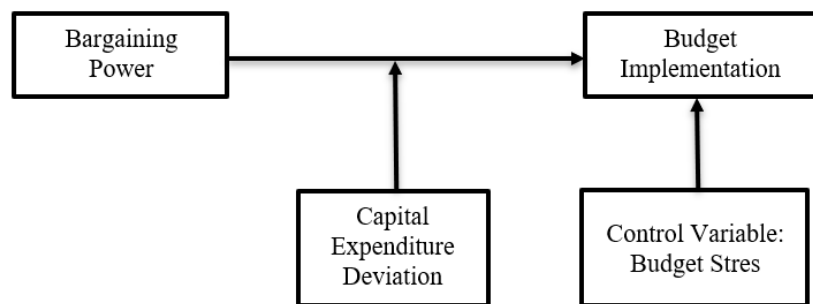 Bargaining
Power
Budget
Implementation
Capital
Expenditure
Deviation
Control Variable:
Budget Stres